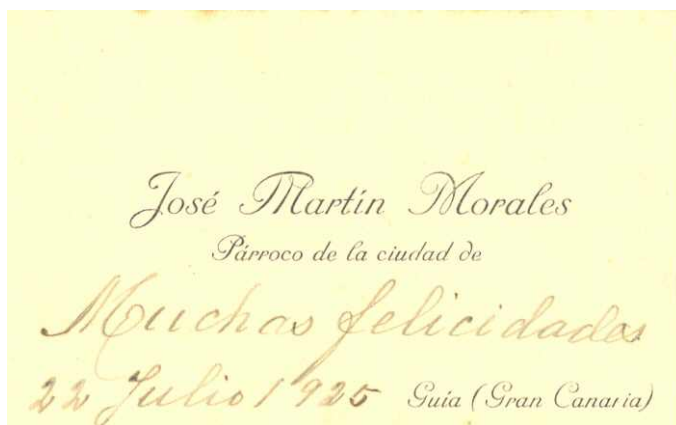 José Martín Morales
Párroco de la ciudad de
Muchas felicidades
22 Julio 1925 Guía (Gran Canaria)